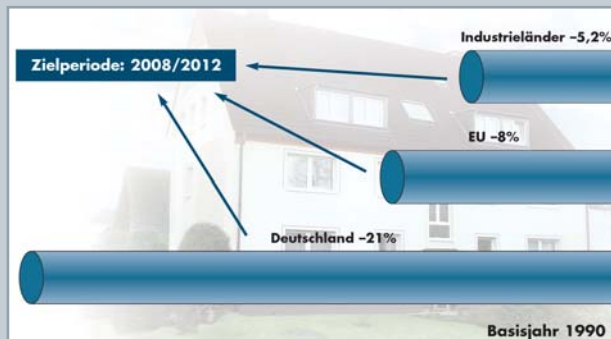 Industrieländer –5,2%
Zielperiode: 2008/2012
EU –8%
Deutschland –21%
Basisjahr 1990